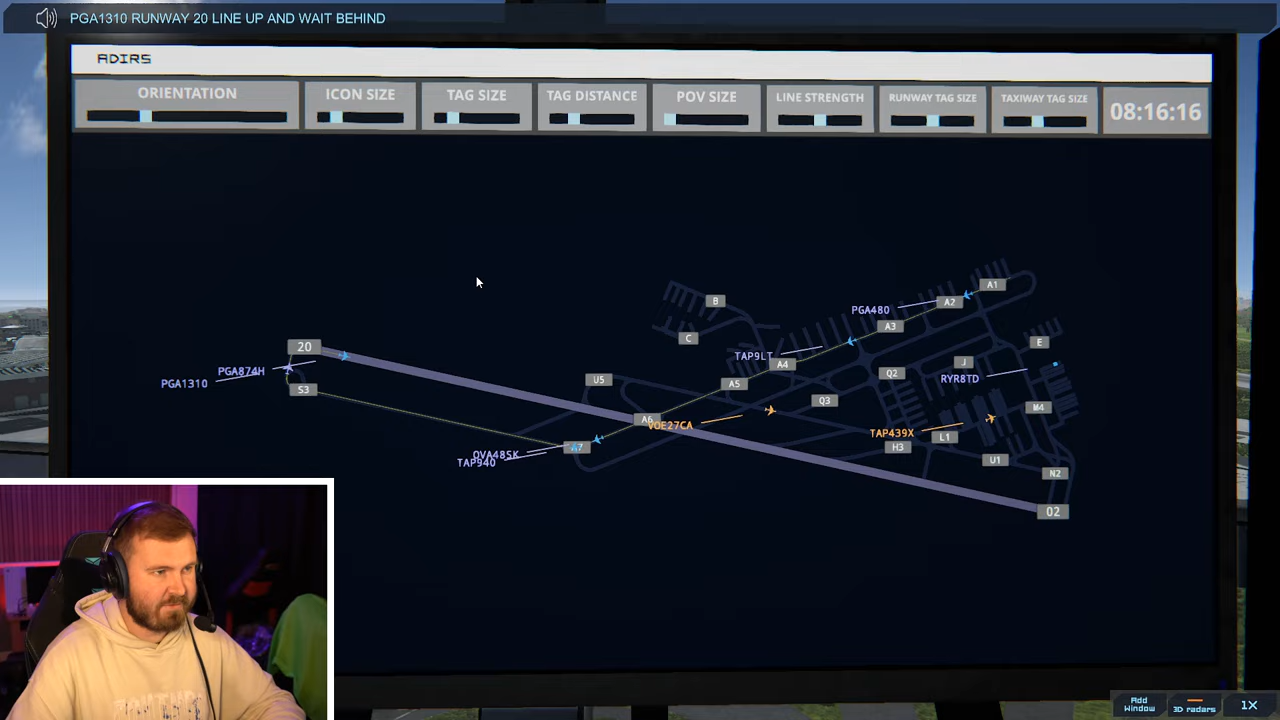 PGA1310 RUNWAY 20 LINE UP AND WAIT BEHIND
ADIRS
ORIENTATION
ICON SIZE
TAG SIZE
TAG DISTANCE
POV SIZE
LINE STRENGTH
RUNWAY TAG SIZE
TAXIWAY TAG SIZE
08:16:16
A1
B
A2
PGA480
A3
C
E
20
TAP9LT
A4
J
PGA874H
Q2
RYR8TD
PGA1310
U5
A5
S3
Q3
M4
A6
VOE27CA
TAP439X
L1
OVA48SK
H3
TAP940
U1
N2
02
Add
Window
3D radars
1X